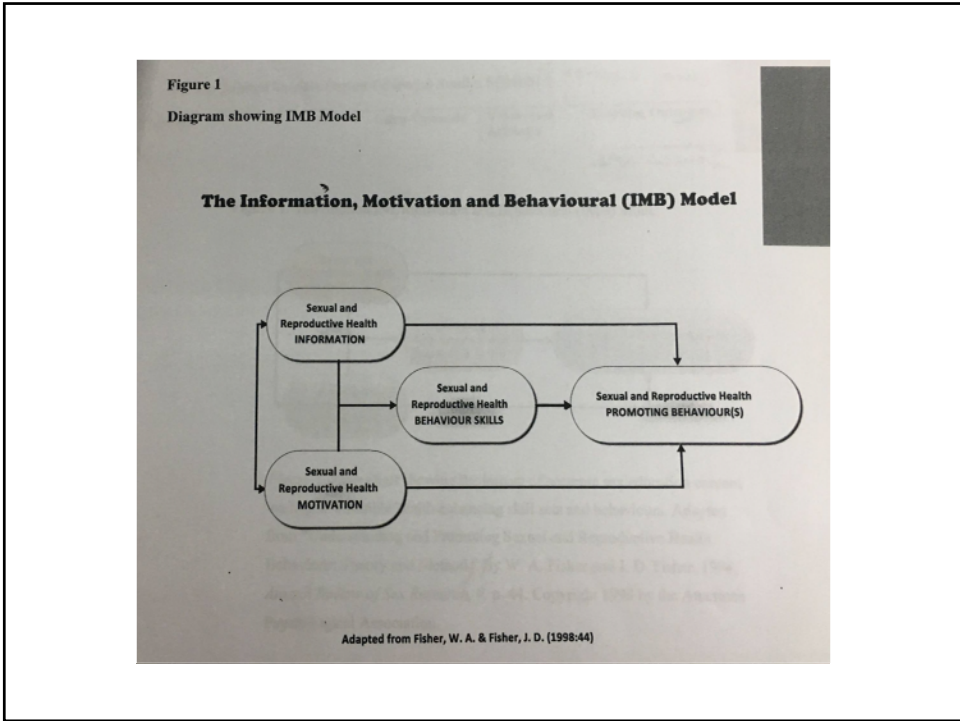 Figure 1
Diagram showing IMB Model
The Information, Motivation and Behavioural (IMB) Model
Sexual and
Reproductive Health
INFORMATION
Sexual and
Reproductive Health
BEHAVIOUR SKILLS
Sexual and Reproductive Health
PROMOTING BEHAVIOUR(S)
Sexual and
Reproductive Health
MOTIVATION
Adapted from Fisher, W. A. & Fisher, J. D. (1998:44)